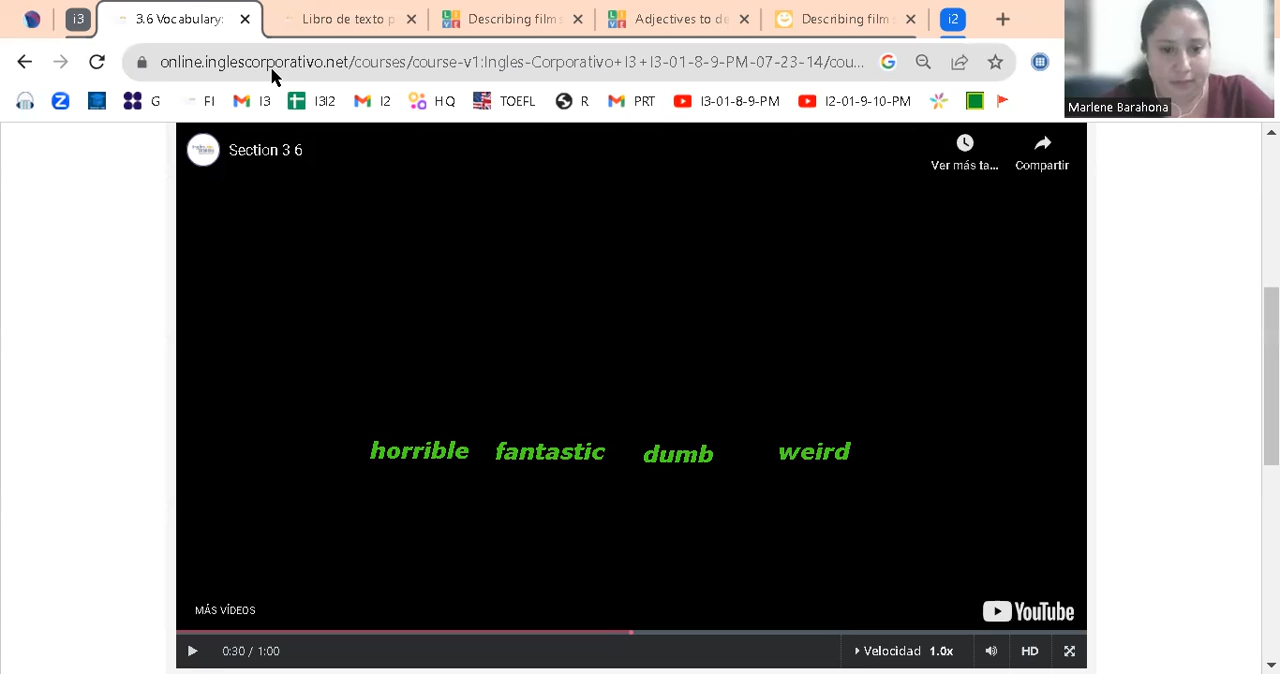 i3
3.6 Vocabulary:
Libro de texto p
Describing film
Adjectives to de
Describing film
i2
online.inglescorporativo.net/courses/course-v1:Ingles-Corporativo+I3+I3-01-8-9-PM-07-23-14/cou...
G
FI
I3
I3I2
I2
H Q
TOEFL
R
PRT
I3-01-8-9-PM
I2-01-9-10-PM
Marlene Barahona
Section 3 6
Ver más ta...
Compartir
horrible fantastic dumb weird
MÁS VÍDEOS
YouTube
0:30 / 1:00
Velocidad 1.0x
HD